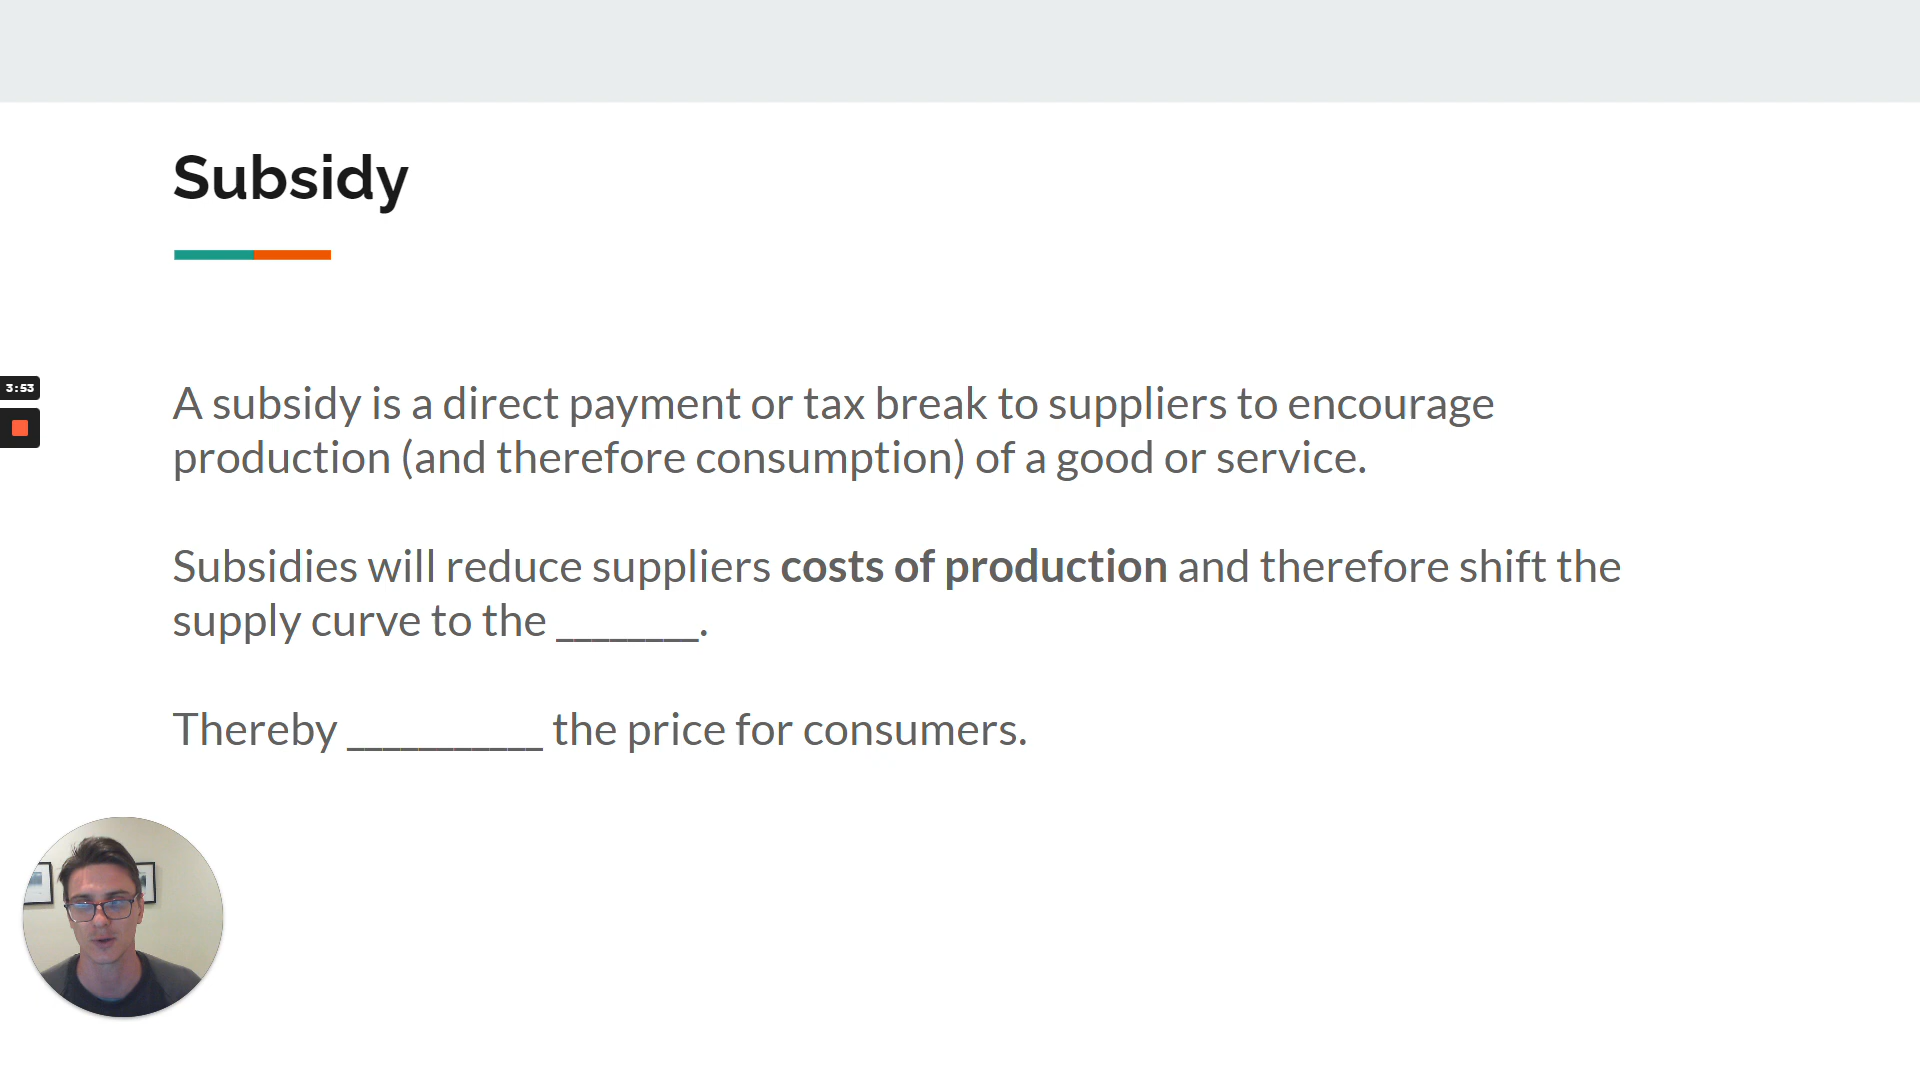 Subsidy
3:53
A subsidy is a direct payment or tax break to suppliers to encourage
production (and therefore consumption) of a good or service.
Subsidies will reduce suppliers costs of production and therefore shift the
supply curve to the ________.
Thereby ___________ the price for consumers.